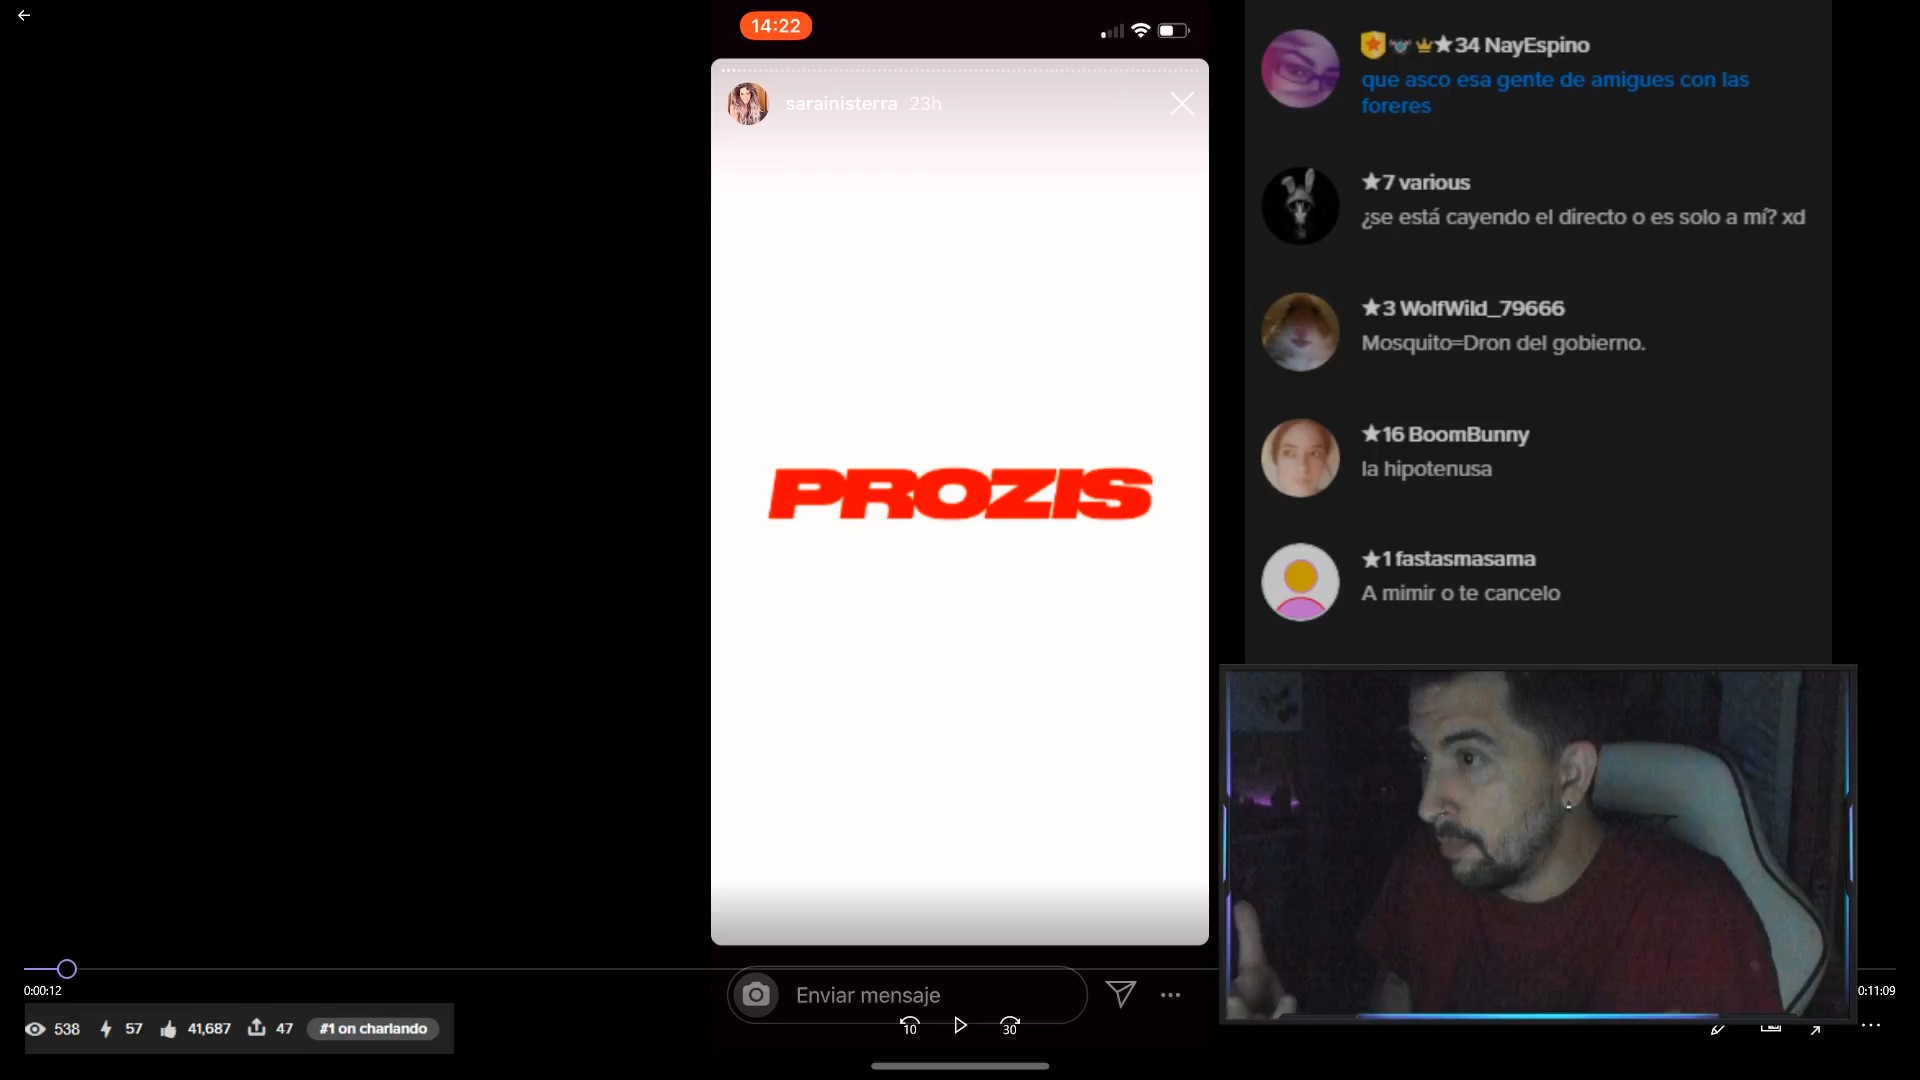 14:22
sarainisterra 23h
PROZIS
Enviar mensaje
10
30
0:00:12
0:11:09
538 57 41,687 47 #1 on charlando
★34 NayEspino
que asco esa gente de amigues con las
foreres
★7 various
¿se está cayendo el directo o es solo a mí? xd
★3 WolfWild_79666
Mosquito=Dron del gobierno.
★16 BoomBunny
la hipotenusa
★1 fastasmasama
A mimir o te cancelo